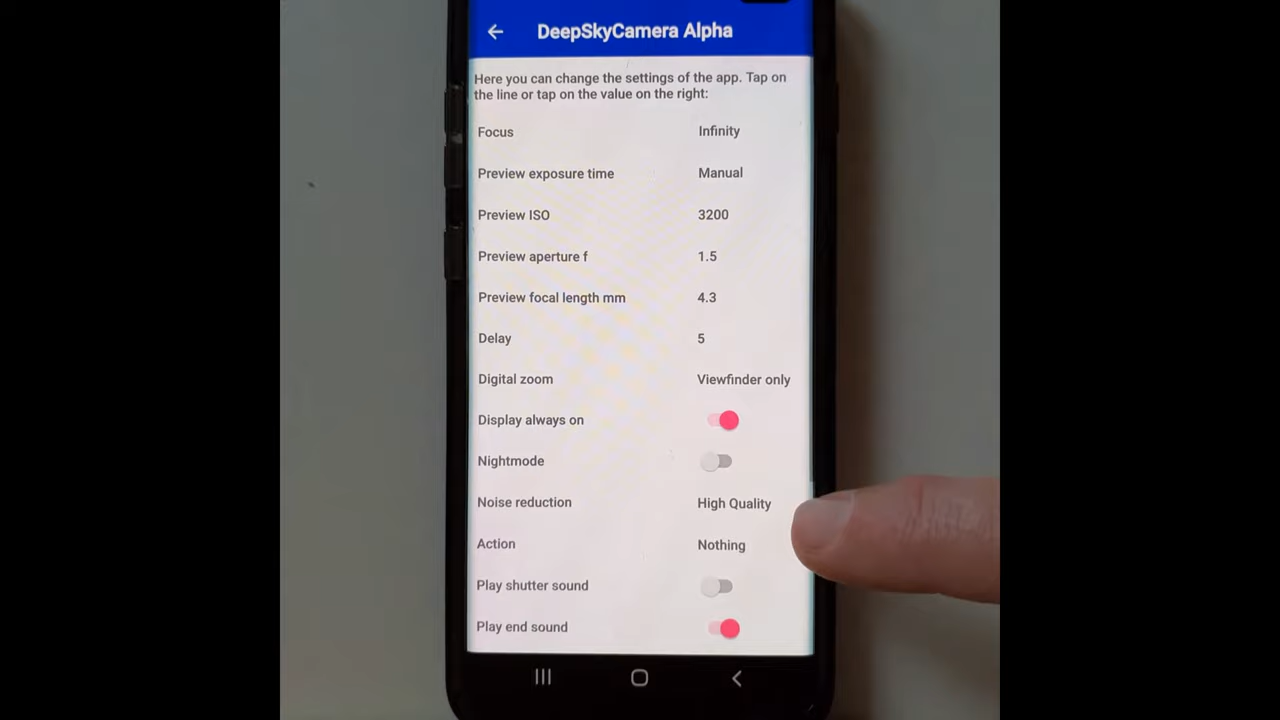 DeepSkyCamera Alpha
Here you can change the settings of the app. Tap on
the line or tap on the value on the right:
Focus Infinity
Preview exposure time Manual
Preview ISO 3200
Preview aperture f 1.5
Preview focal length mm 4.3
Delay 5
Digital zoom Viewfinder only
Display always on
Nightmode
Noise reduction High Quality
Action Nothing
Play shutter sound
Play end sound